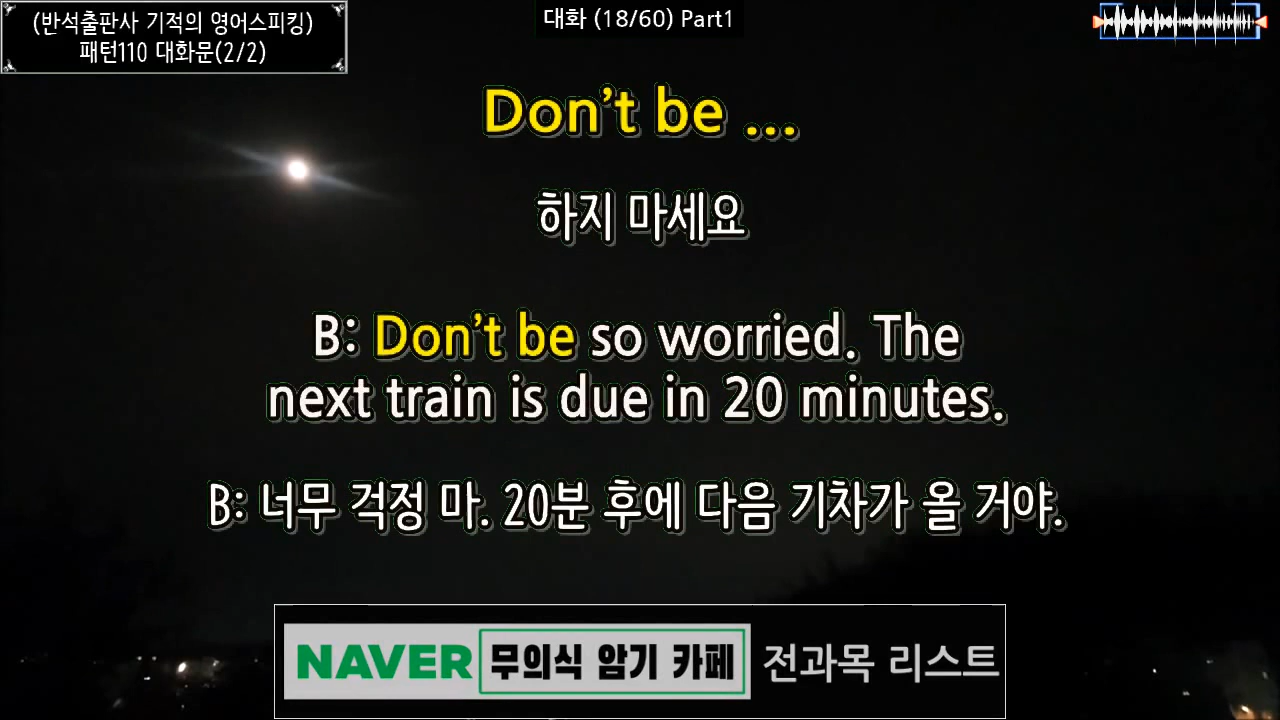 (반석출판사 기적의 영어스피킹)
패턴110 대화문(2/2)
대화 (18/60) Part1
Don’t be ...
하지 마세요
B: Don’t be so worried. The
next train is due in 20 minutes.
B: 너무 걱정 마. 20분 후에 다음 기차가 올 거야.
NAVER 무의식 암기 카페 전과목 리스트